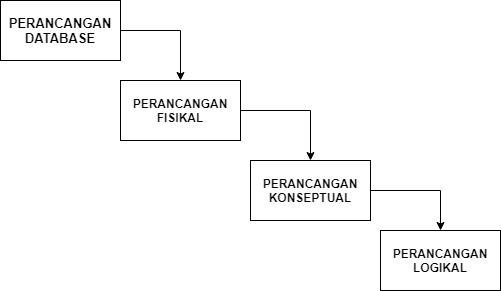 PERANCANGAN
DATABASE
PERANCANGAN
FISIKAL
PERANCANGAN
KONSEPTUAL
PERANCANGAN
LOGIKAL